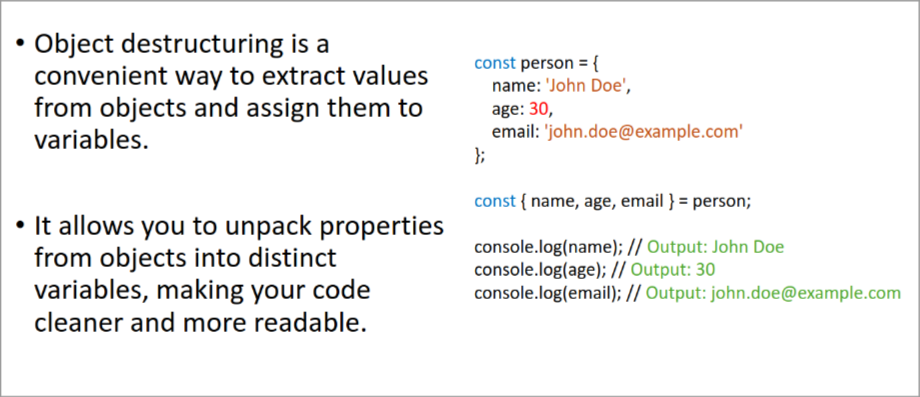 • Object destructuring is a
convenient way to extract values
from objects and assign them to
variables.
• It allows you to unpack properties
from objects into distinct
variables, making your code
cleaner and more readable.
const person = {
name: 'John Doe',
age: 30,
email: 'john.doe@example.com'
};
const { name, age, email } = person;
console.log(name); // Output: John Doe
console.log(age); // Output: 30
console.log(email); // Output: john.doe@example.com